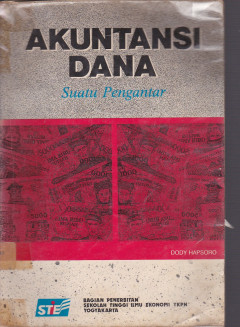 AKUNTANSI
DANA
Suatu Pengantar
DODY HAPSORO
STIE
BAGIAN PENERBITAN
SEKOLAH TINGGI ILMU EKONOMI YKPN
YOGYAKARTA